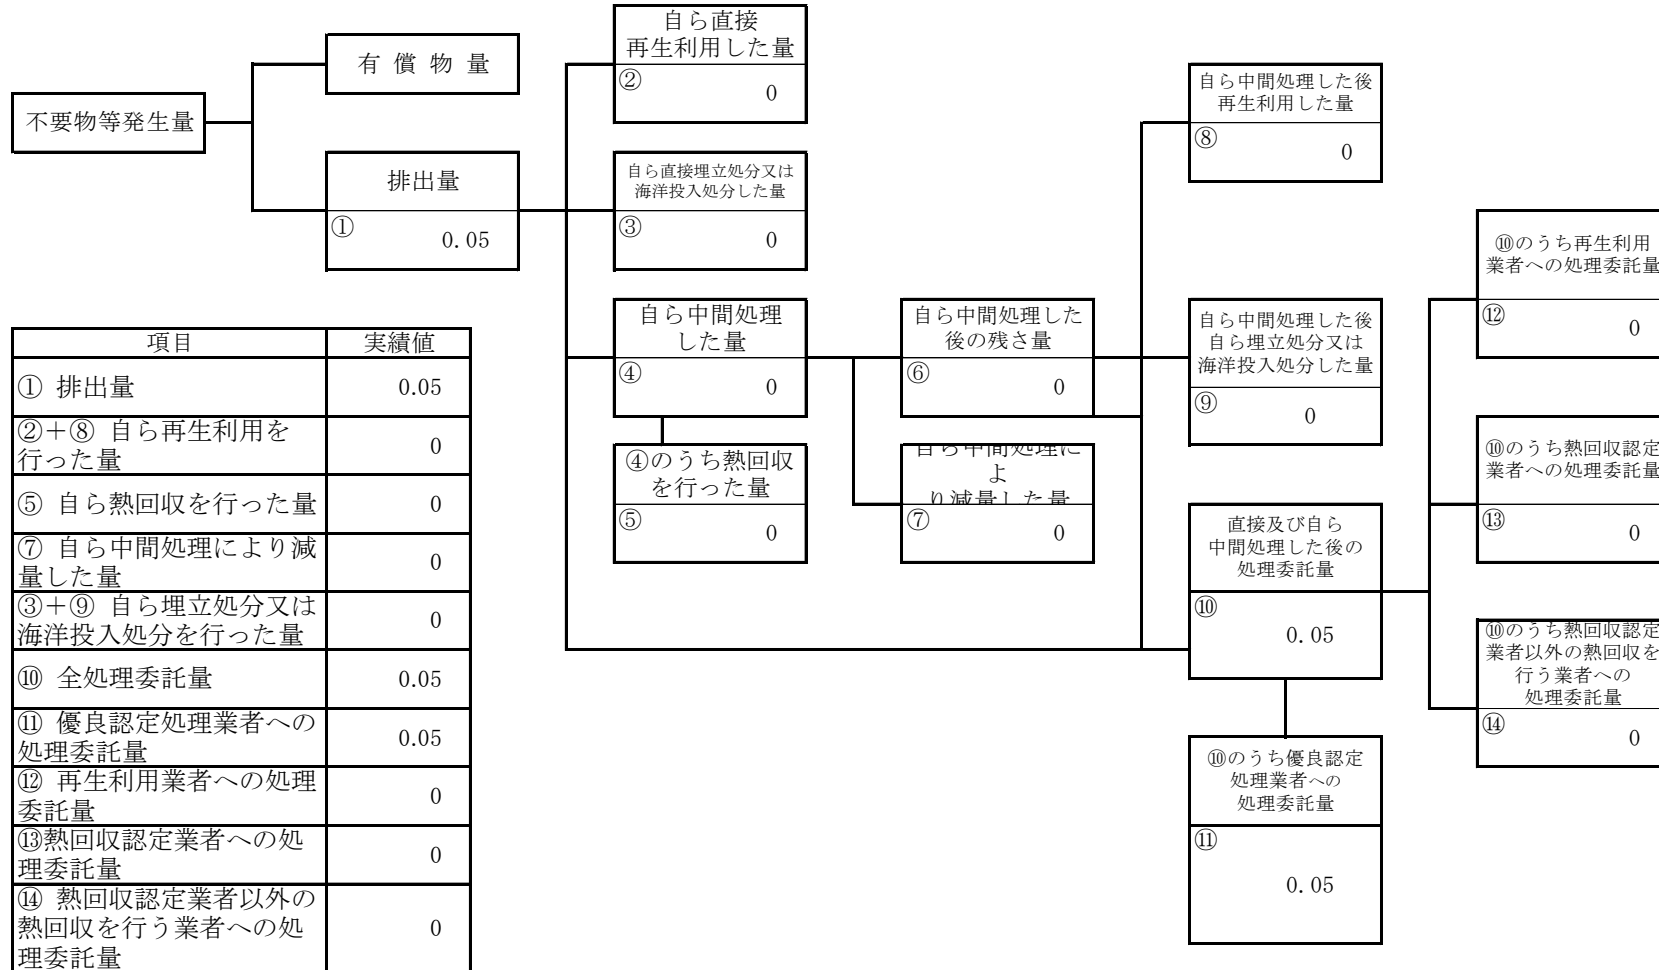 自ら直接
再生利用した量
②
0
有 償 物 量
不要物等発生量
排出量
①
0.05
自ら直接埋立処分又は
海洋投入処分した量
③
0
自ら中間処理
した量
④
0
④のうち熱回収
を行った量
⑤
0
自ら中間処理した
後の残さ量
⑥
0
自ら中間処理に
よ
り減量した量
⑦
0
自ら中間処理した後
再生利用した量
⑧
0
自ら中間処理した後
自ら埋立処分又は
海洋投入処分した量
⑨
0
直接及び自ら
中間処理した後の
処理委託量
⑩
0.05
⑩のうち優良認定
処理業者への
処理委託量
⑪
0.05
⑩のうち再生利用
業者への処理委託量
⑫
0
⑩のうち熱回収認定
業者への処理委託量
⑬
0
⑩のうち熱回収認定
業者以外の熱回収を
行う業者への
処理委託量
⑭
0
項目 実績値
① 排出量 0.05
②＋⑧ 自ら再生利用を
行った量 0
⑤ 自ら熱回収を行った量 0
⑦ 自ら中間処理により減
量した量 0
③＋⑨ 自ら埋立処分又は
海洋投入処分を行った量 0
⑩ 全処理委託量 0.05
⑪ 優良認定処理業者への
処理委託量 0.05
⑫ 再生利用業者への処理
委託量 0
⑬熱回収認定業者への処
理委託量 0
⑭ 熱回収認定業者以外の
熱回収を行う業者への処
理委託量 0